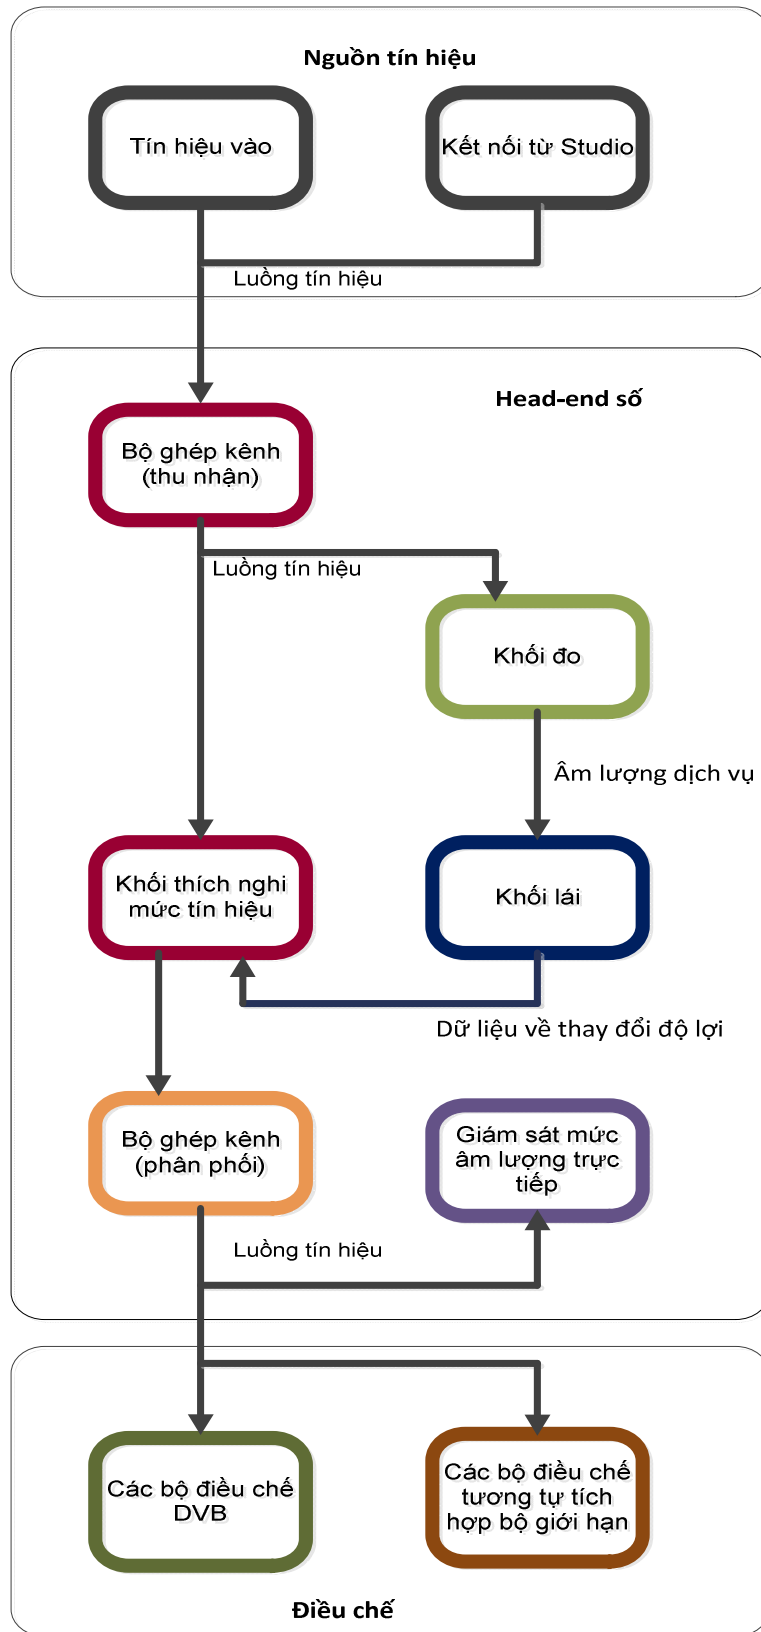 Nguồn tín hiệu
Tín hiệu vào
Kết nối từ Studio
Luồng tín hiệu
Head-end số
Bộ ghép kênh
(thu nhận)
Luồng tín hiệu
Khối đo
Âm lượng dịch vụ
Khối thích nghi
mức tín hiệu
Khối lái
Dữ liệu về thay đổi độ lợi
Bộ ghép kênh
(phân phối)
Giám sát mức
âm lượng trực
tiếp
Luồng tín hiệu
Các bộ điều chế
DVB
Các bộ điều chế
tương tự tích
hợp bộ giới hạn
Điều chế